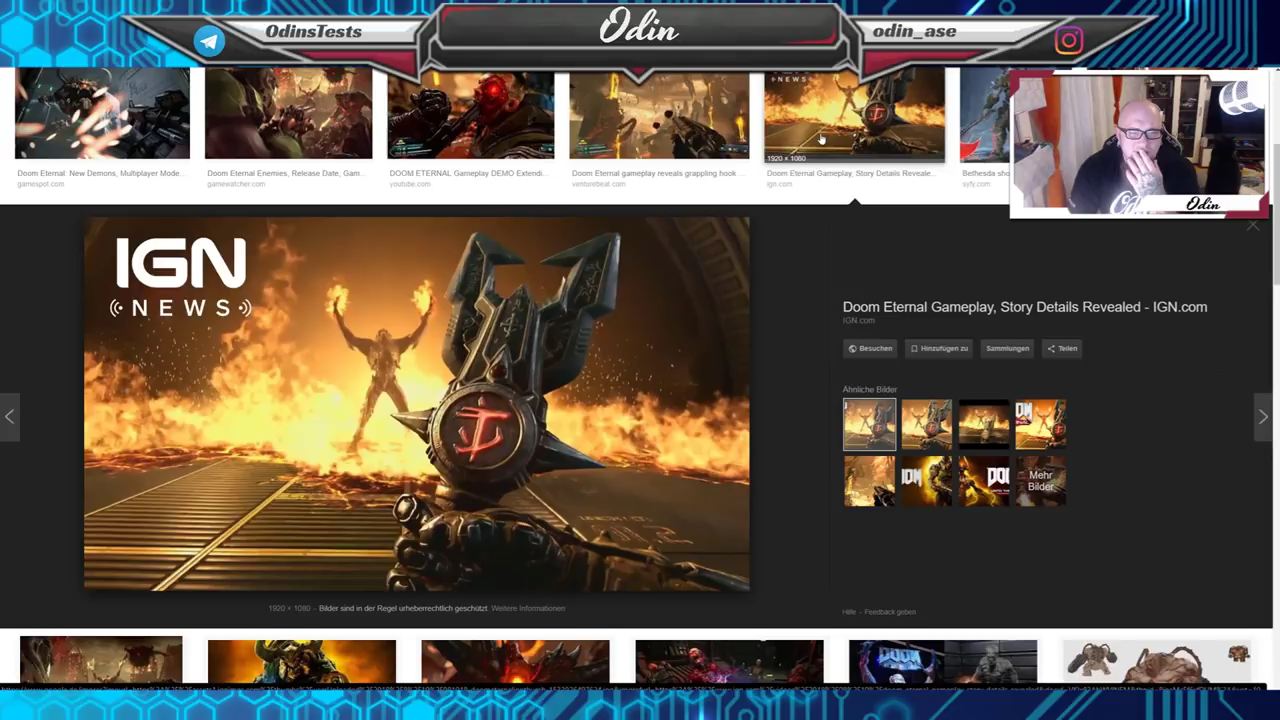 OdinsTests
Odin
odin_ase
NEWS
1920 × 1080
Doom Eternal: New Demons, Multiplayer Mode...
gamespot.com
Doom Eternal Enemies, Release Date, Gam...
gamewatcher.com
DOOM ETERNAL Gameplay DEMO Extendi...
youtube.com
Doom Eternal gameplay reveals grappling hook ...
venturebeat.com
Doom Eternal Gameplay, Story Details Reveale...
ign.com
Bethesda sho
syfy.com
Odin
IGN
NEWS
Doom Eternal Gameplay, Story Details Revealed - IGN.com
IGN.com
Besuchen
Hinzufügen zu
Sammlungen
Teilen
Ähnliche Bilder
Mehr
Bilder
1920 × 1080 - Bilder sind in der Regel urheberrechtlich geschützt. Weitere Informationen
Hilfe - Feedback geben
DOOM